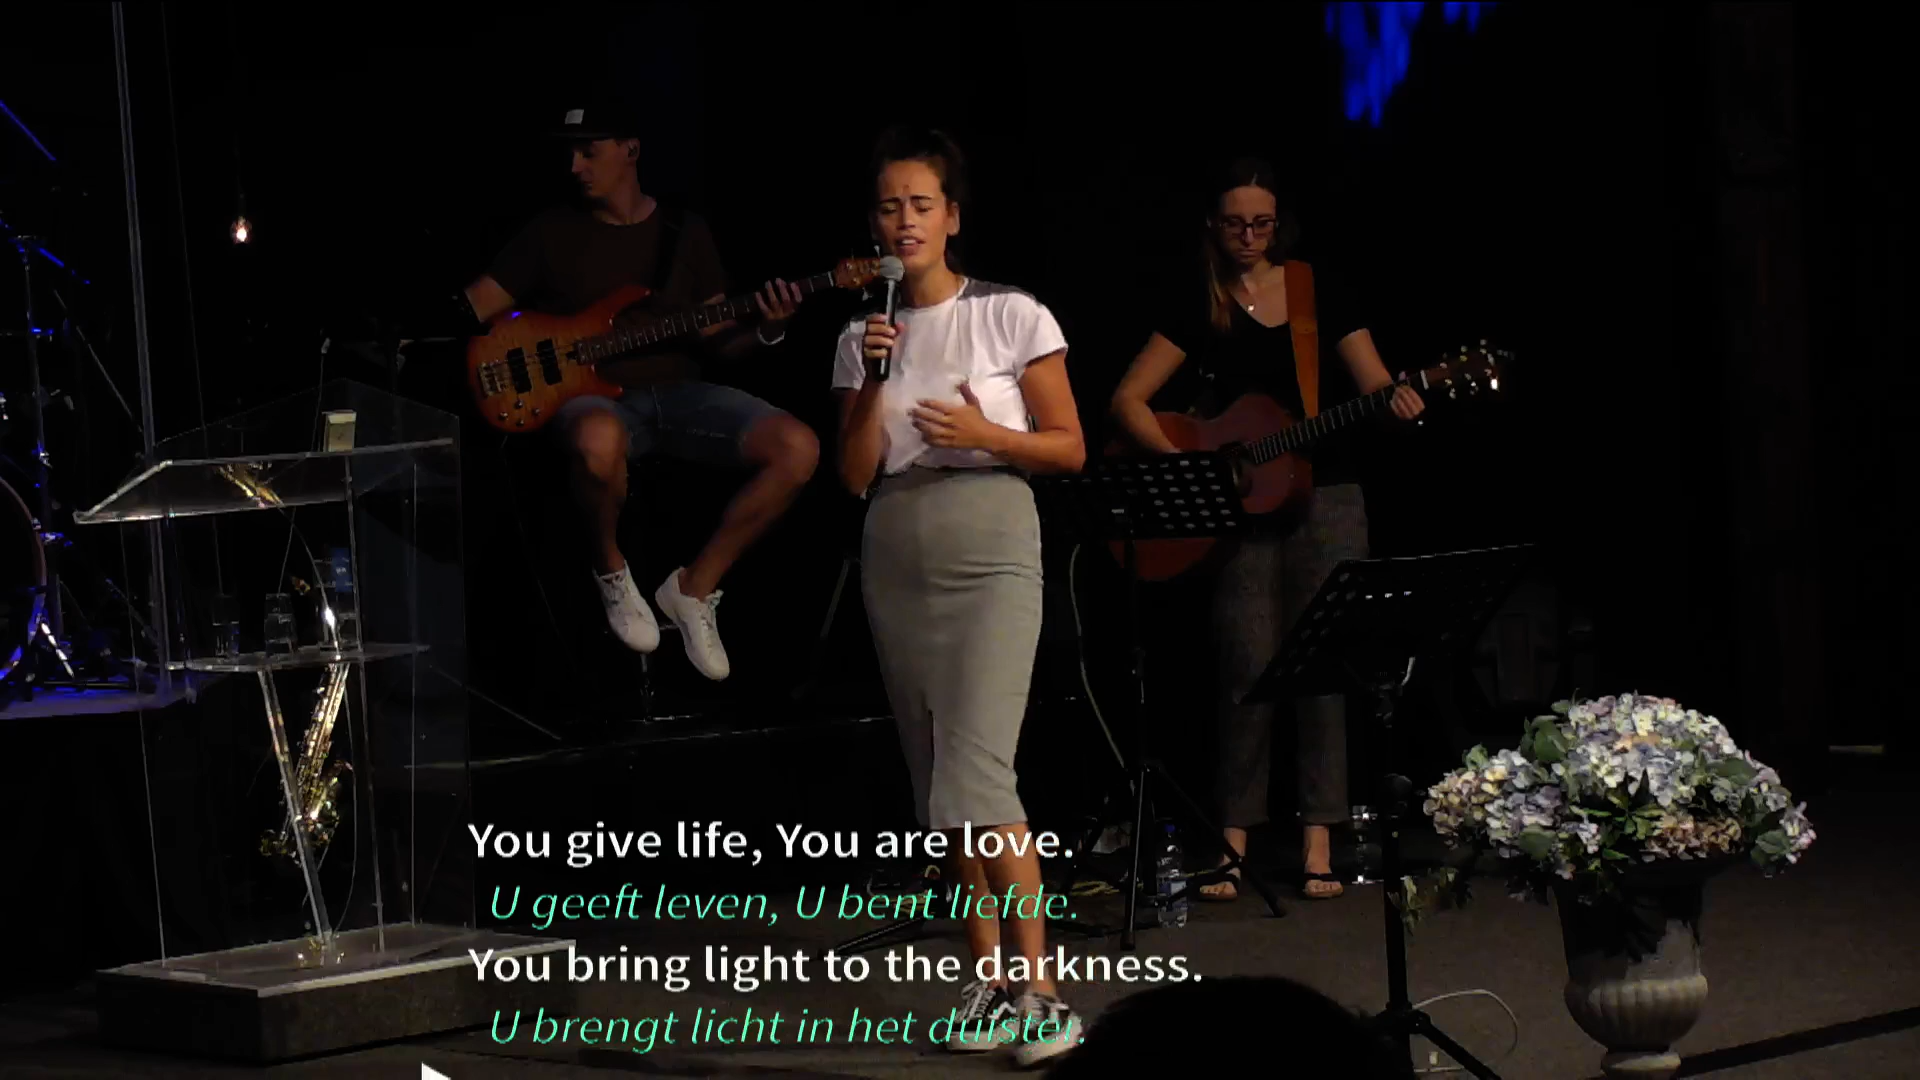 You give life, You are love.
U geeft leven, U bent liefde.
You bring light to the darkness.
U brengt licht in het duister.